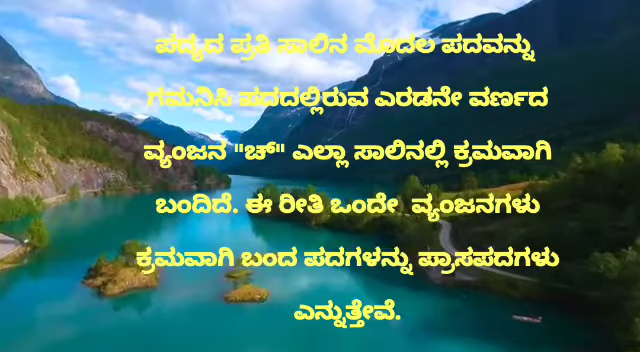 ಪದ್ಯದ ಪ್ರತಿ ಸಾಲಿನ ಮೊದಲ ಪದವನ್ನು
ಗಮನಿಸಿ ಪದದಲ್ಲಿರುವ ಎರಡನೇ ವರ್ಣದ
ವ್ಯಂಜನ "ಚ್" ಎಲ್ಲಾ ಸಾಲಿನಲ್ಲಿ ಕ್ರಮವಾಗಿ
ಬಂದಿದೆ. ಈ ರೀತಿ ಒಂದೇ ವ್ಯಂಜನಗಳು
ಕ್ರಮವಾಗಿ ಬಂದ ಪದಗಳನ್ನು ಪ್ರಾಸಪದಗಳು
ಎನ್ನುತ್ತೇವೆ.